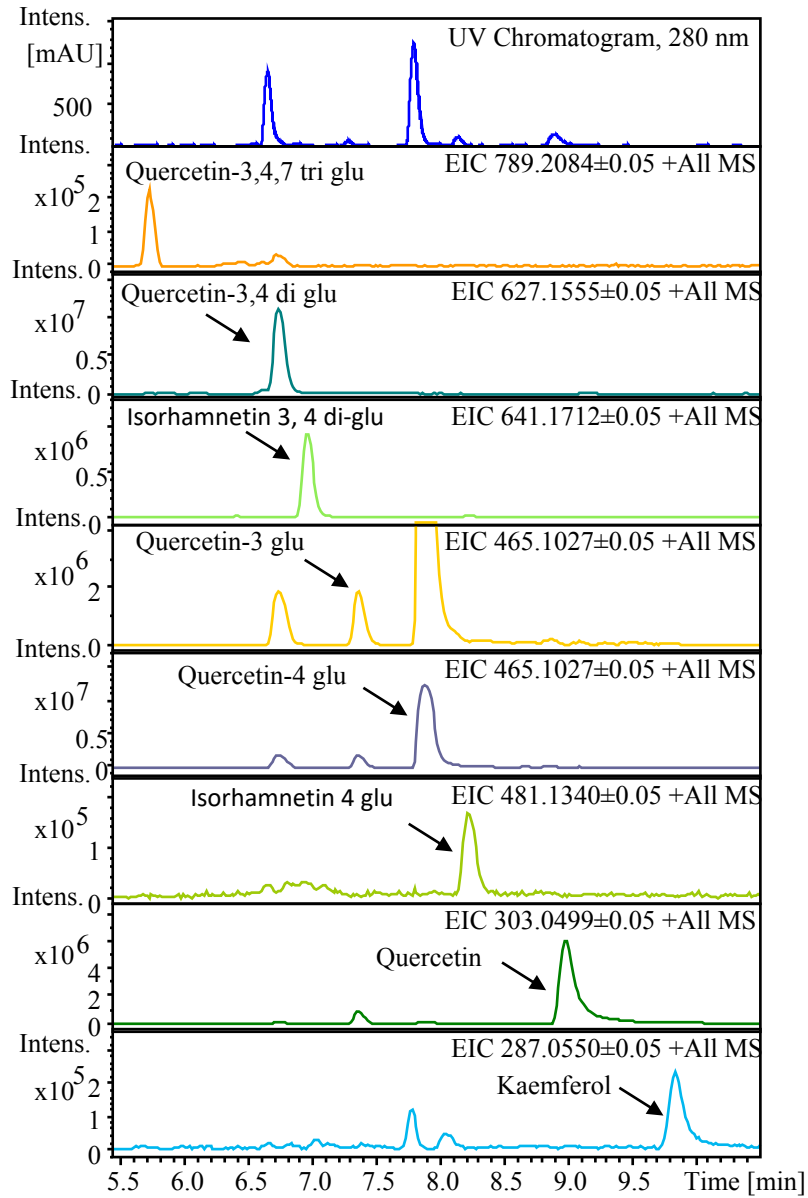 Intens.
[mAU]
UV Chromatogram, 280 nm
500
Intens.
Quercetin-3,4,7 tri glu
EIC 789.2084±0.05 +All MS
x10^5 2
1
Intens. 0
Quercetin-3,4 di glu
EIC 627.1555±0.05 +All MS
x10^7
0.5
Intens. 0
Isorhamnetin 3, 4 di-glu
EIC 641.1712±0.05 +All MS
x10^6
0.5
Intens. 0
Quercetin-3 glu
EIC 465.1027±0.05 +All MS
x10^6
2
Intens. 0
Quercetin-4 glu
EIC 465.1027±0.05 +All MS
x10^7
0.5
Intens. 0
Isorhamnetin 4 glu
EIC 481.1340±0.05 +All MS
x10^5
1
Intens. 0
EIC 303.0499±0.05 +All MS
x10^6
Quercetin
4
2
0
Intens.
EIC 287.0550±0.05 +All MS
x10^5 2
Kaemferol
1
0
5.5 6.0 6.5 7.0 7.5 8.0 8.5 9.0 9.5 Time [min]